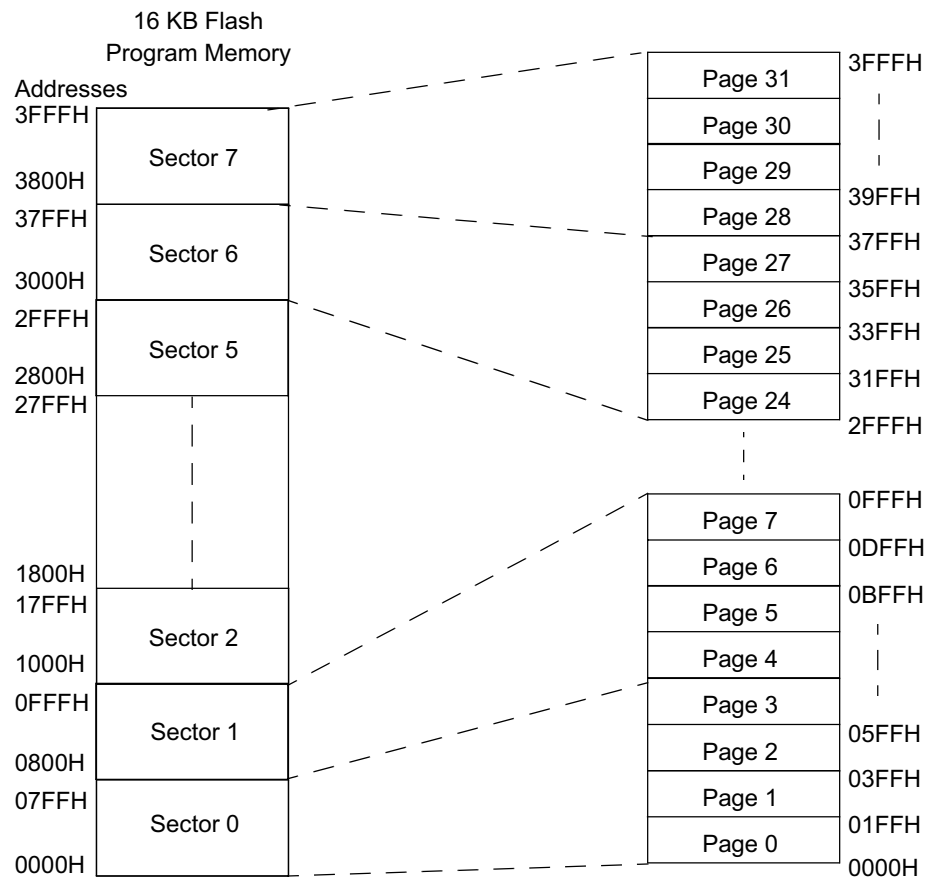 16 KB Flash
Program Memory
Addresses
3FFFH
Sector 7
3800H
37FFH
Sector 6
3000H
2FFFH
Sector 5
2800H
27FFH
1800H
17FFH
Sector 2
1000H
0FFFH
Sector 1
0800H
07FFH
Sector 0
0000H
Page 31
3FFFH
Page 30
Page 29
39FFH
Page 28
37FFH
Page 27
35FFH
Page 26
33FFH
Page 25
31FFH
Page 24
2FFFH
0FFFH
Page 7
0DFFH
Page 6
0BFFH
Page 5
Page 4
Page 3
05FFH
Page 2
03FFH
Page 1
01FFH
Page 0
0000H